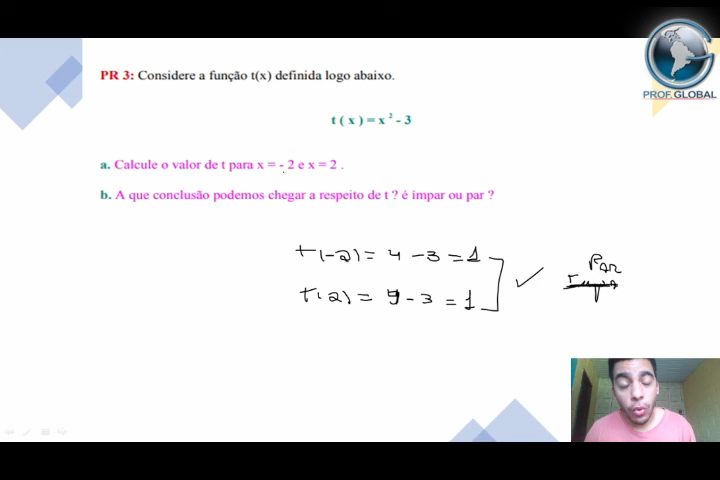 PROF. GLOBAL
PR 3: Considere a função t(x) definida logo abaixo.
t ( x ) = x² - 3
a. Calcule o valor de t para x = - 2 e x = 2 .
b. A que conclusão podemos chegar a respeito de t ? é ímpar ou par ?
t(-2) = 4 - 3 = 1
t(2) = 4 - 3 = 1
✓
PAR